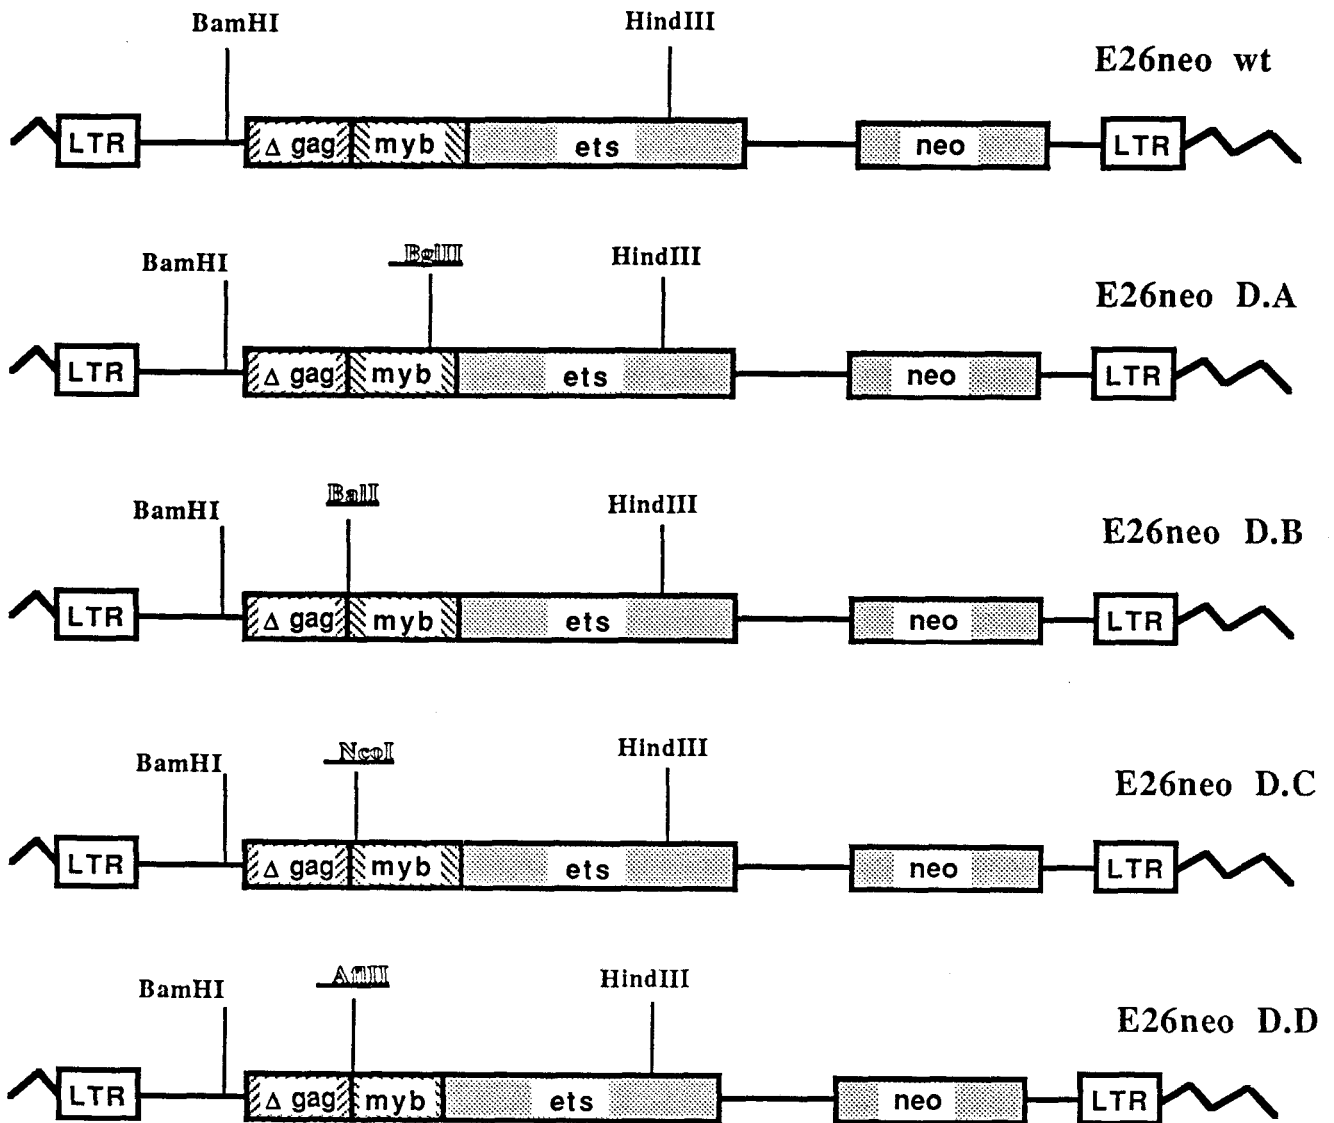 BamHI HindIII
E26neo wt
LTR Δ gag myb ets neo LTR
BamHI BglII HindIII
E26neo D.A
LTR Δ gag myb ets neo LTR
BamHI BalI HindIII
E26neo D.B
LTR Δ gag myb ets neo LTR
BamHI NcoI HindIII
E26neo D.C
LTR Δ gag myb ets neo LTR
BamHI AflII HindIII
E26neo D.D
LTR Δ gag myb ets neo LTR